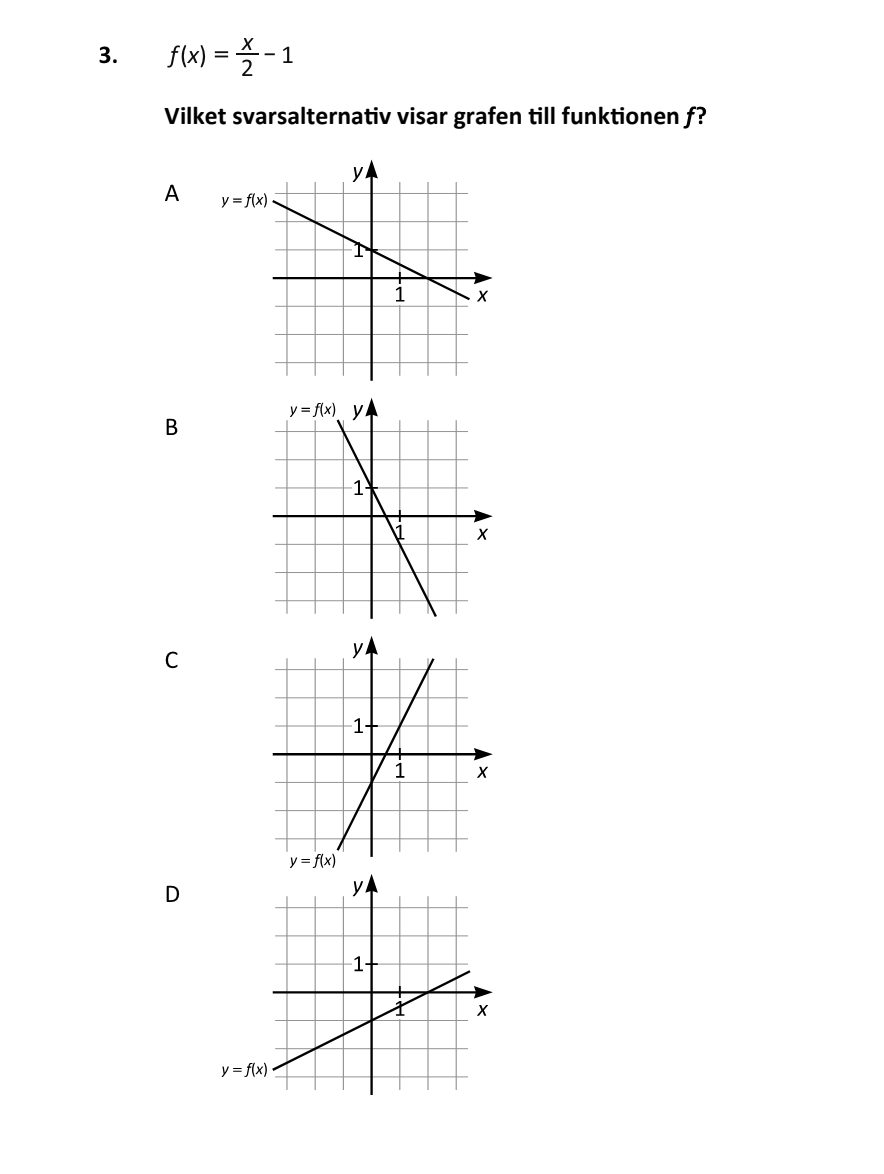 3. f(x) = x/2 − 1
Vilket svarsalternativ visar grafen till funktionen f?
A
y = f(x)
y
1
1
x
B
y = f(x)
y
1
1
x
C
y
1
1
x
y = f(x)
D
y
1
1
x
y = f(x)